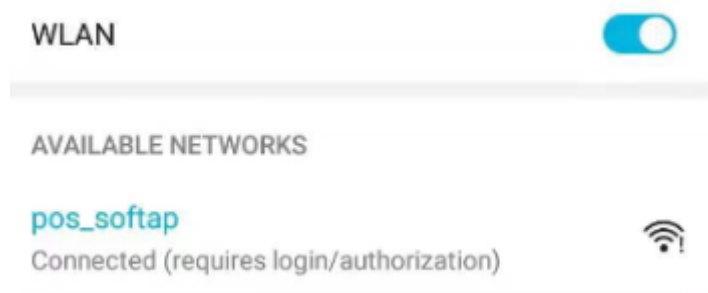 WLAN
AVAILABLE NETWORKS
pos_softap
Connected (requires login/authorization)